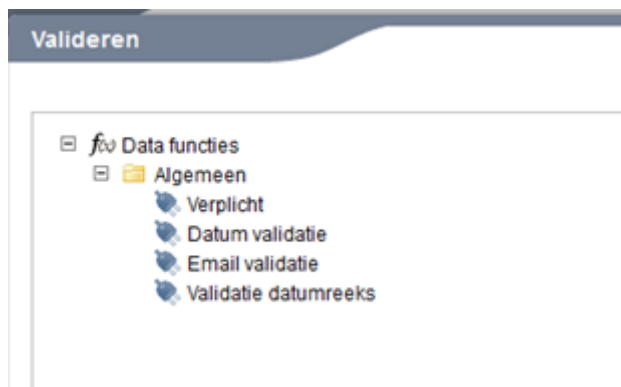 Valideren
f(x) Data functies
Algemeen
Verplicht
Datum validatie
Email validatie
Validatie datumreeks